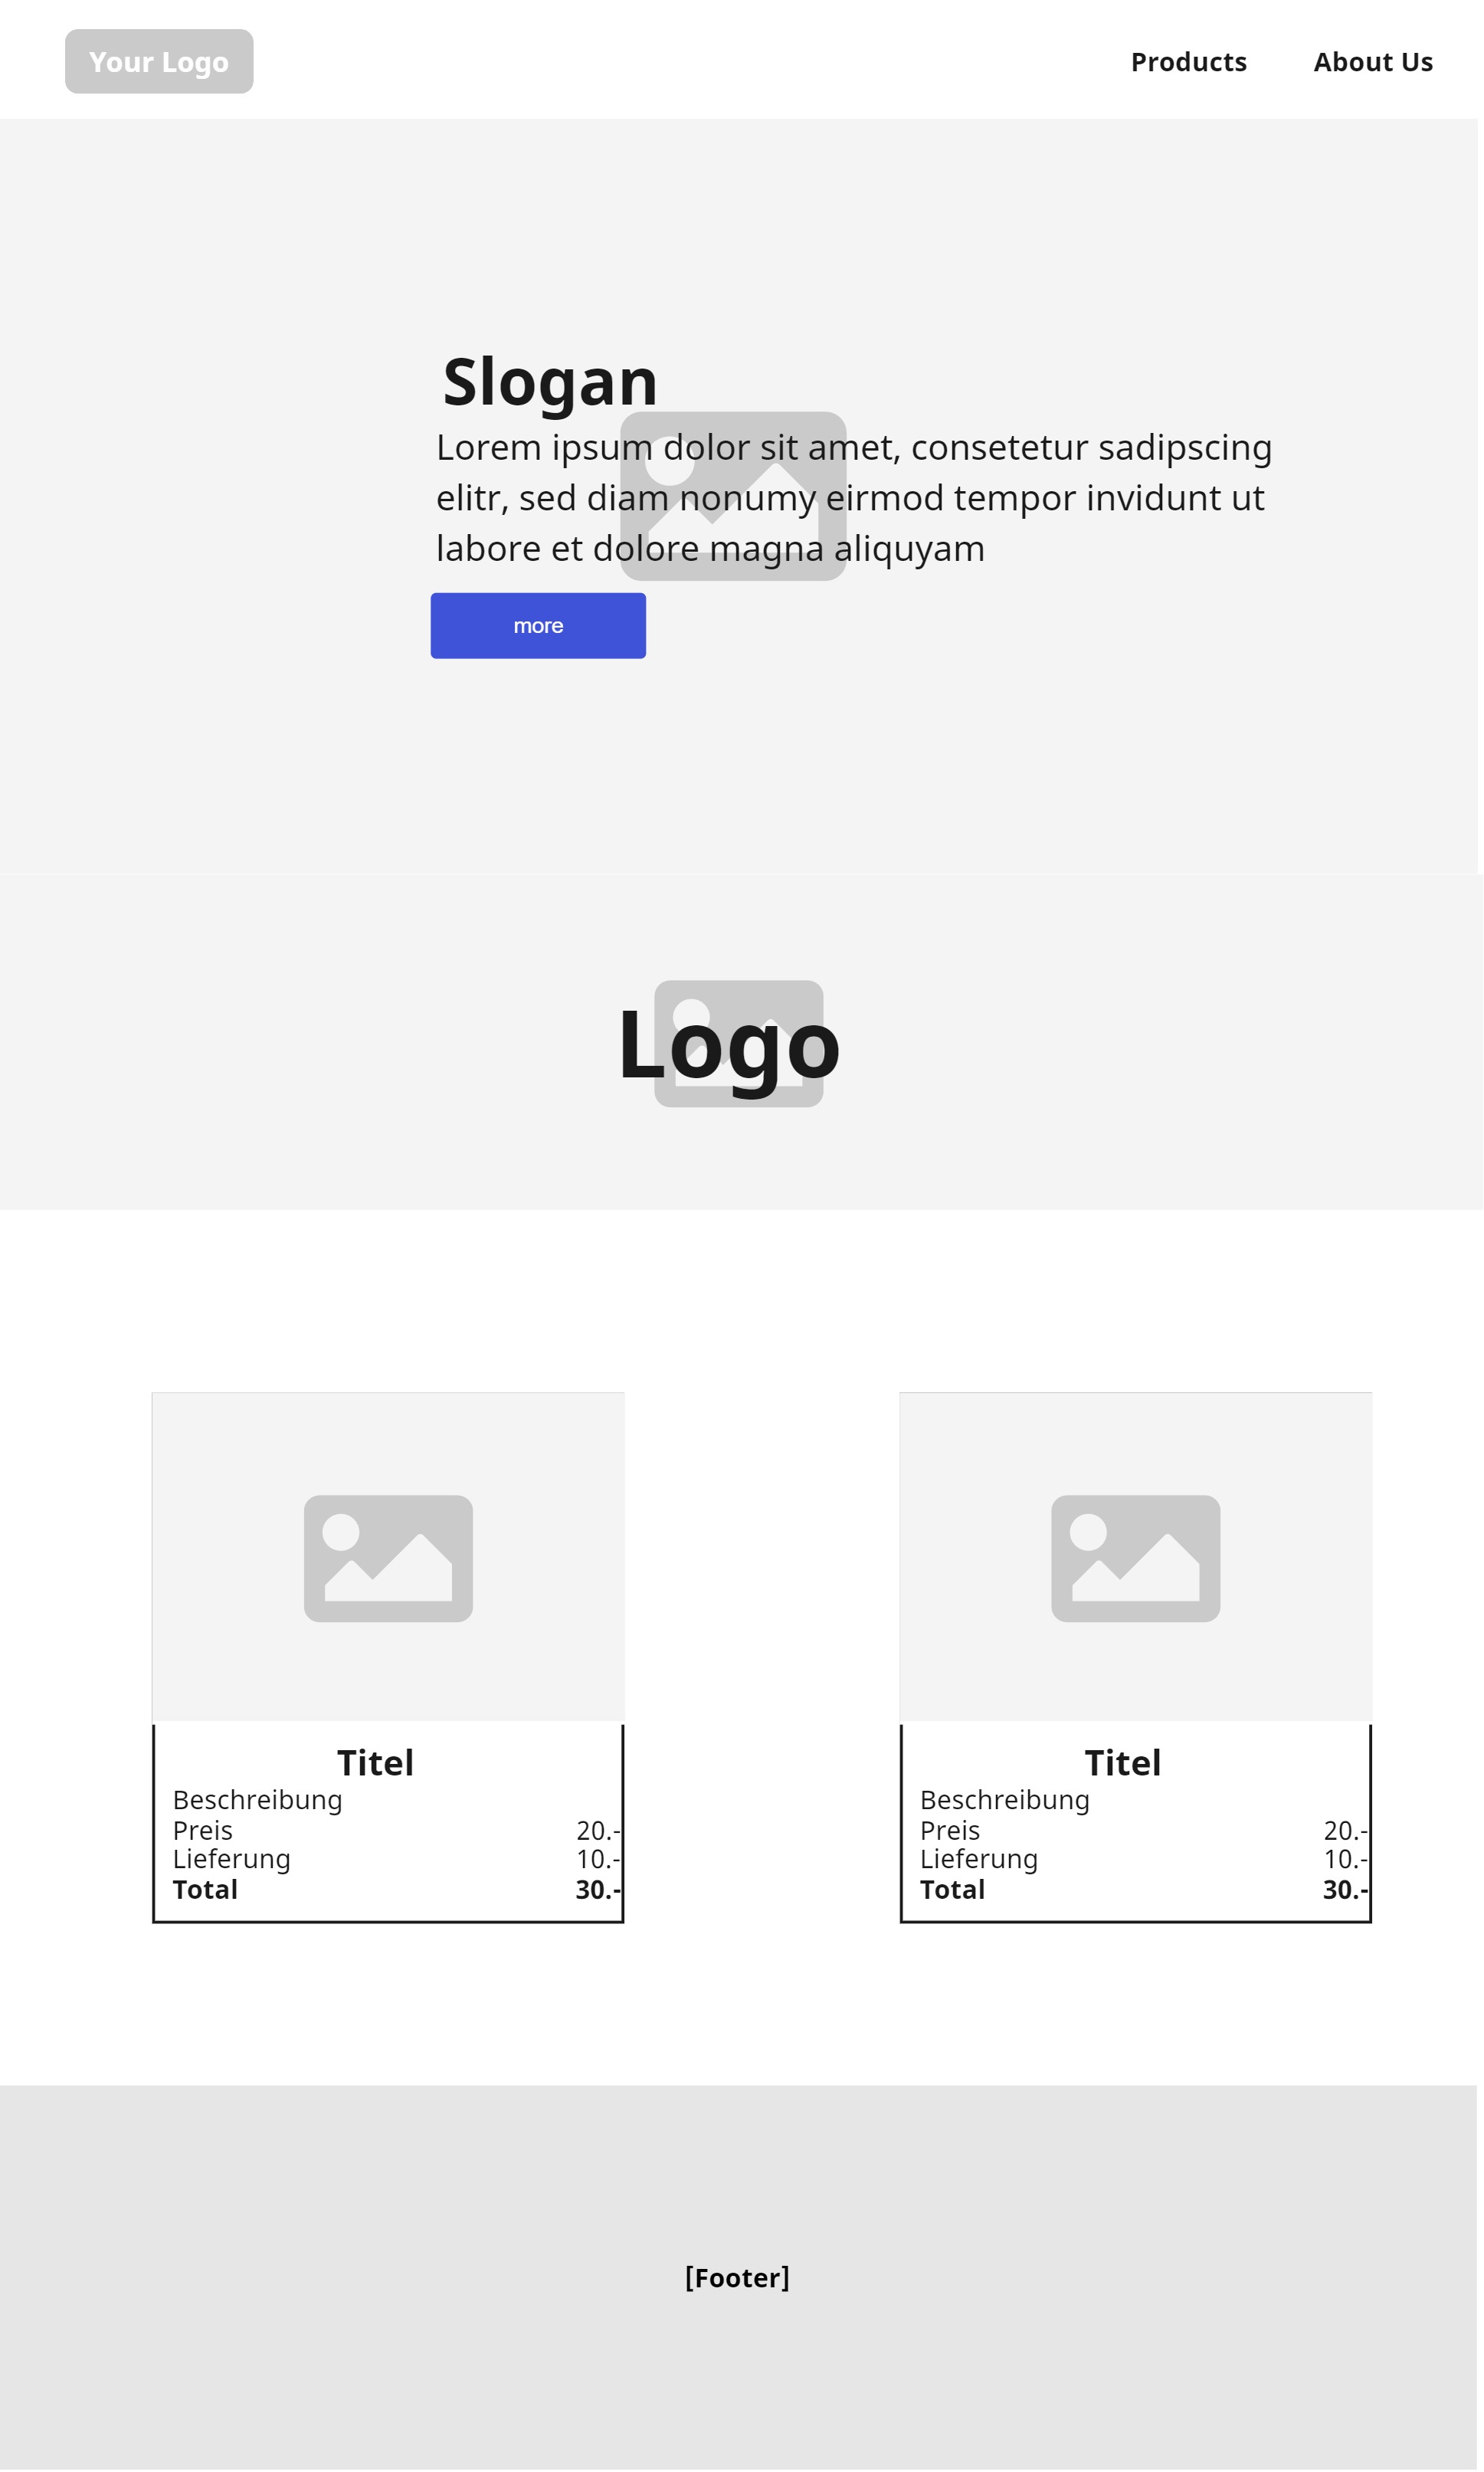 Your Logo
Products
About Us
Slogan
Lorem ipsum dolor sit amet, consetetur sadipscing
elitr, sed diam nonumy eirmod tempor invidunt ut
labore et dolore magna aliquyam
more
Logo
Titel
Beschreibung
Preis 20.-
Lieferung 10.-
Total 30.-
Titel
Beschreibung
Preis 20.-
Lieferung 10.-
Total 30.-
[Footer]